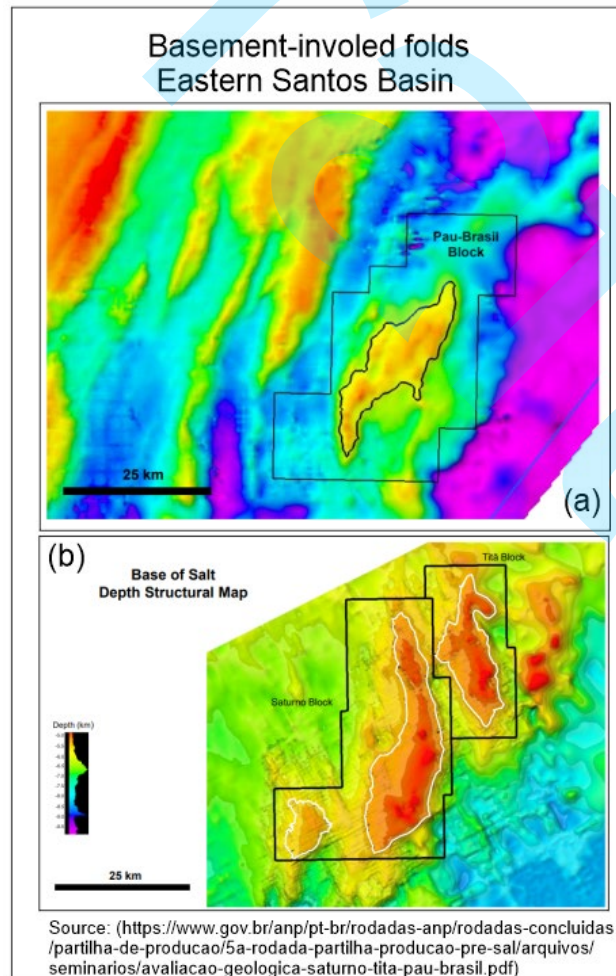 Basement-involed folds
Eastern Santos Basin
Pau-Brasil
Block
25 km
(a)
(b)
Base of Salt
Depth Structural Map
Titã Block
Saturno Block
Depth (km)
25 km
Source: (https://www.gov.br/anp/pt-br/rodadas-anp/rodadas-concluidas
/partilha-de-producao/5a-rodada-partilha-producao-pre-sal/arquivos/
seminarios/avaliacao-geologica-saturno-tita-pau-brasil.pdf)